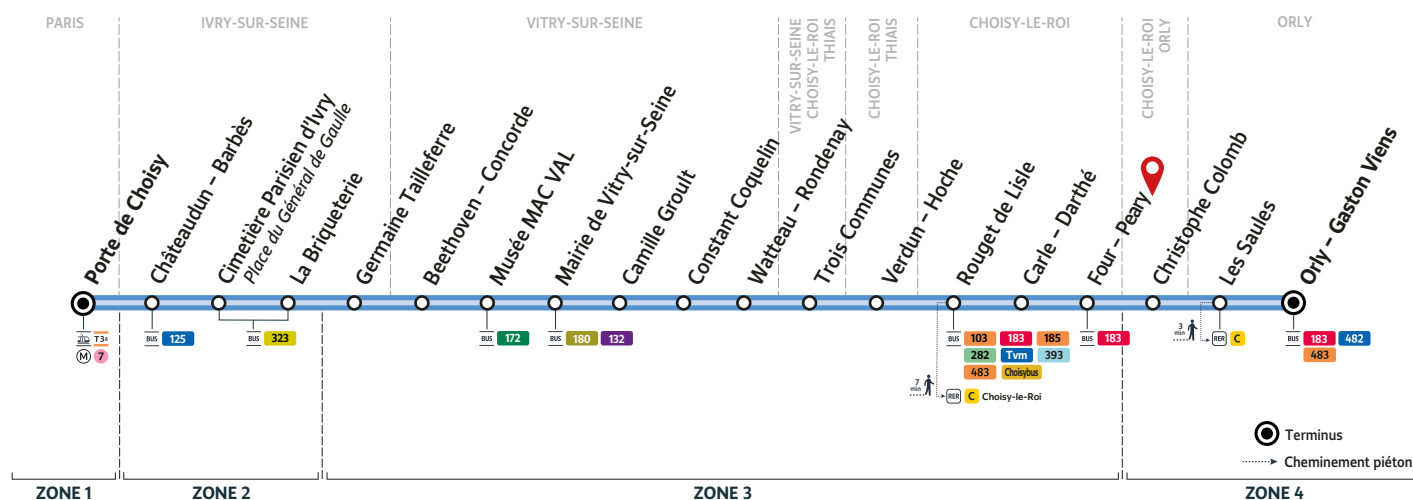 PARIS
IVRY-SUR-SEINE
VITRY-SUR-SEINE
VITRY-SUR-SEINE
CHOISY-LE-ROI
THIAIS
CHOISY-LE-ROI
THIAIS
CHOISY-LE-ROI
CHOISY-LE-ROI
ORLY
ORLY
Porte de Choisy
Châteaudun – Barbès
Cimetière Parisien d'Ivry
Place du Général de Gaulle
La Briqueterie
Germaine Tailleferre
Beethoven – Concorde
Musée MAC VAL
Mairie de Vitry-sur-Seine
Camille Groult
Constant Coquelin
Watteau – Rondenay
Trois Communes
Verdun – Hoche
Rouget de Lisle
Carle – Darthé
Four – Peary
Christophe Colomb
Les Saules
Orly – Gaston Viens
T3a
M 7
BUS 125
BUS 323
BUS 172
BUS 180 132
BUS 103 183 185
282 Tvm 393
483 Choisybus
7 min
RER C Choisy-le-Roi
BUS 183
3 min
RER C
BUS 183 482
483
Terminus
Cheminement piéton
ZONE 1
ZONE 2
ZONE 3
ZONE 4